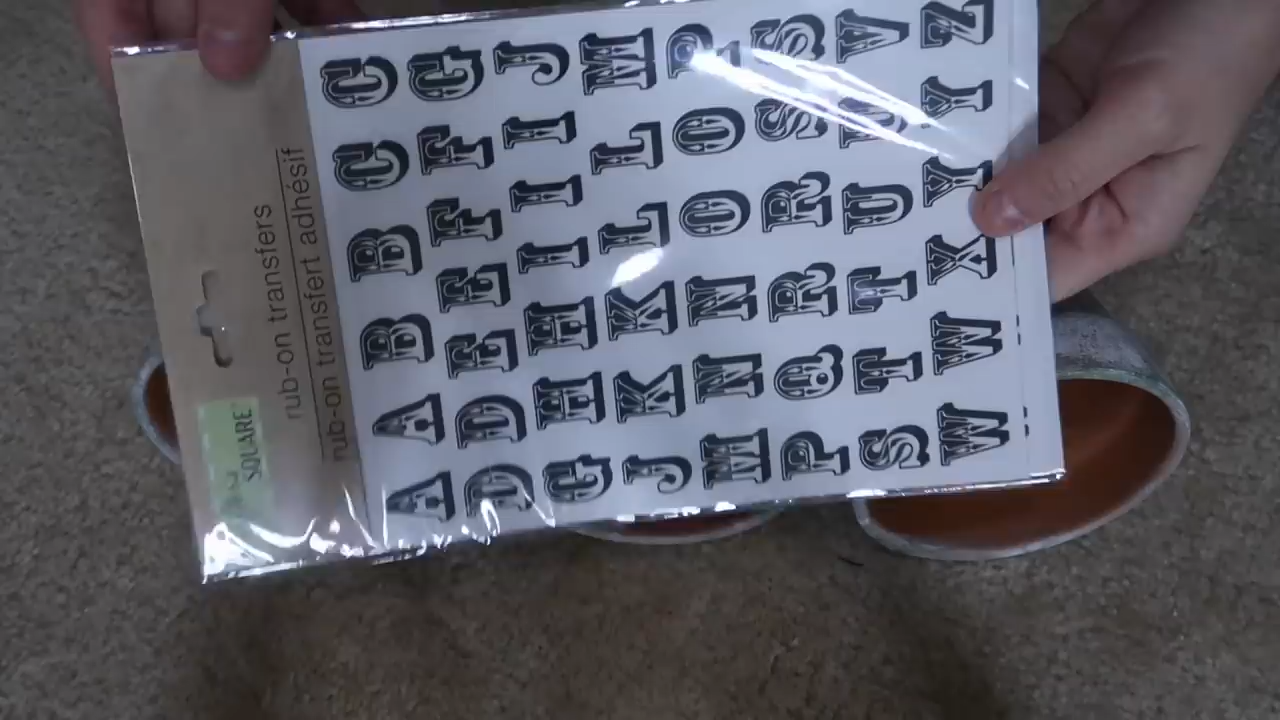 SQUARE
rub-on transfers
rub-on transfert adhésif
A A B B C C
D D E E F F G
G H H I I I J
J K K L L M
M N N O O P
P Q R R S S
S T T U U V
W W X Y Y Z